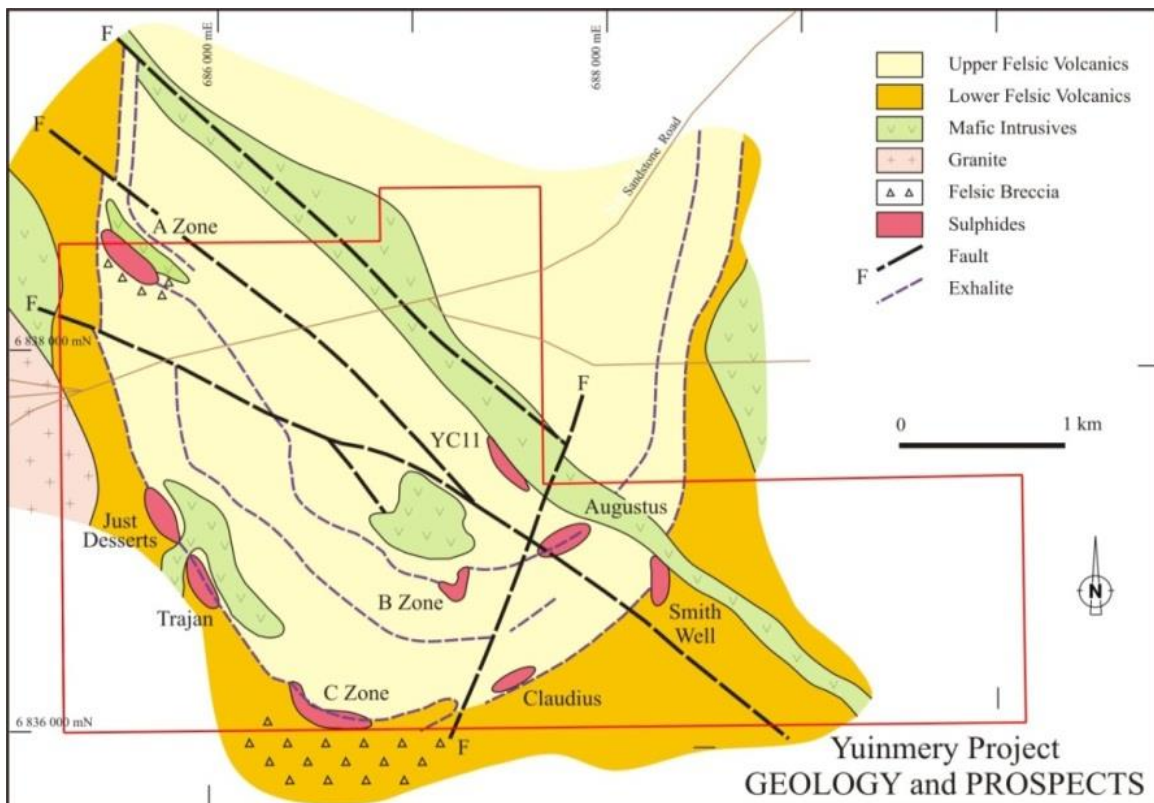 F
686 000 mE
688 000 mE
Upper Felsic Volcanics
Lower Felsic Volcanics
Mafic Intrusives
Granite
Felsic Breccia
Sulphides
F
Fault
Exhalite
Sandstone Road
F
A Zone
F
6 838 000 mN
F
0
1 km
YC11
Augustus
Just
Desserts
B Zone
Trajan
Smith
Well
C Zone
Claudius
N
6 836 000 mN
F
Yuinmery Project
GEOLOGY and PROSPECTS